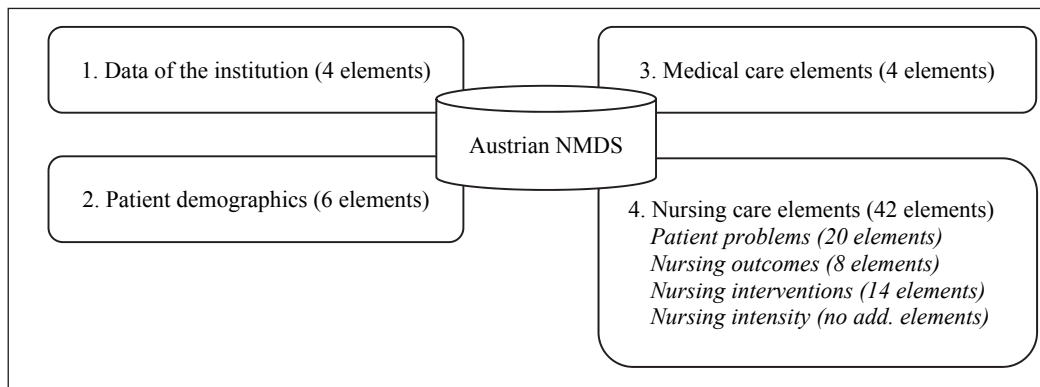 1. Data of the institution (4 elements)
3. Medical care elements (4 elements)
Austrian NMDS
2. Patient demographics (6 elements)
4. Nursing care elements (42 elements)
Patient problems (20 elements)
Nursing outcomes (8 elements)
Nursing interventions (14 elements)
Nursing intensity (no add. elements)